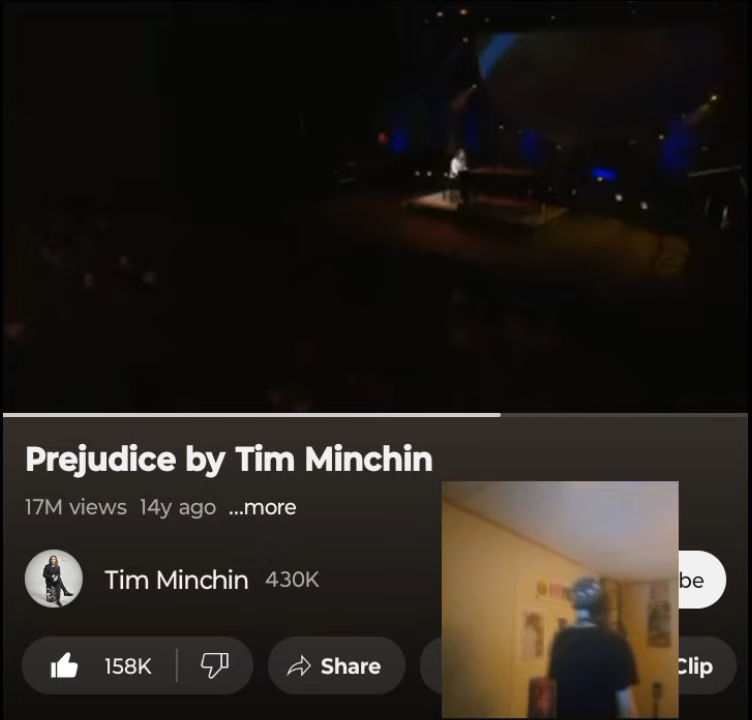 Prejudice by Tim Minchin
17M views 14y ago ...more
Tim Minchin 430K
be
158K
Share
Clip